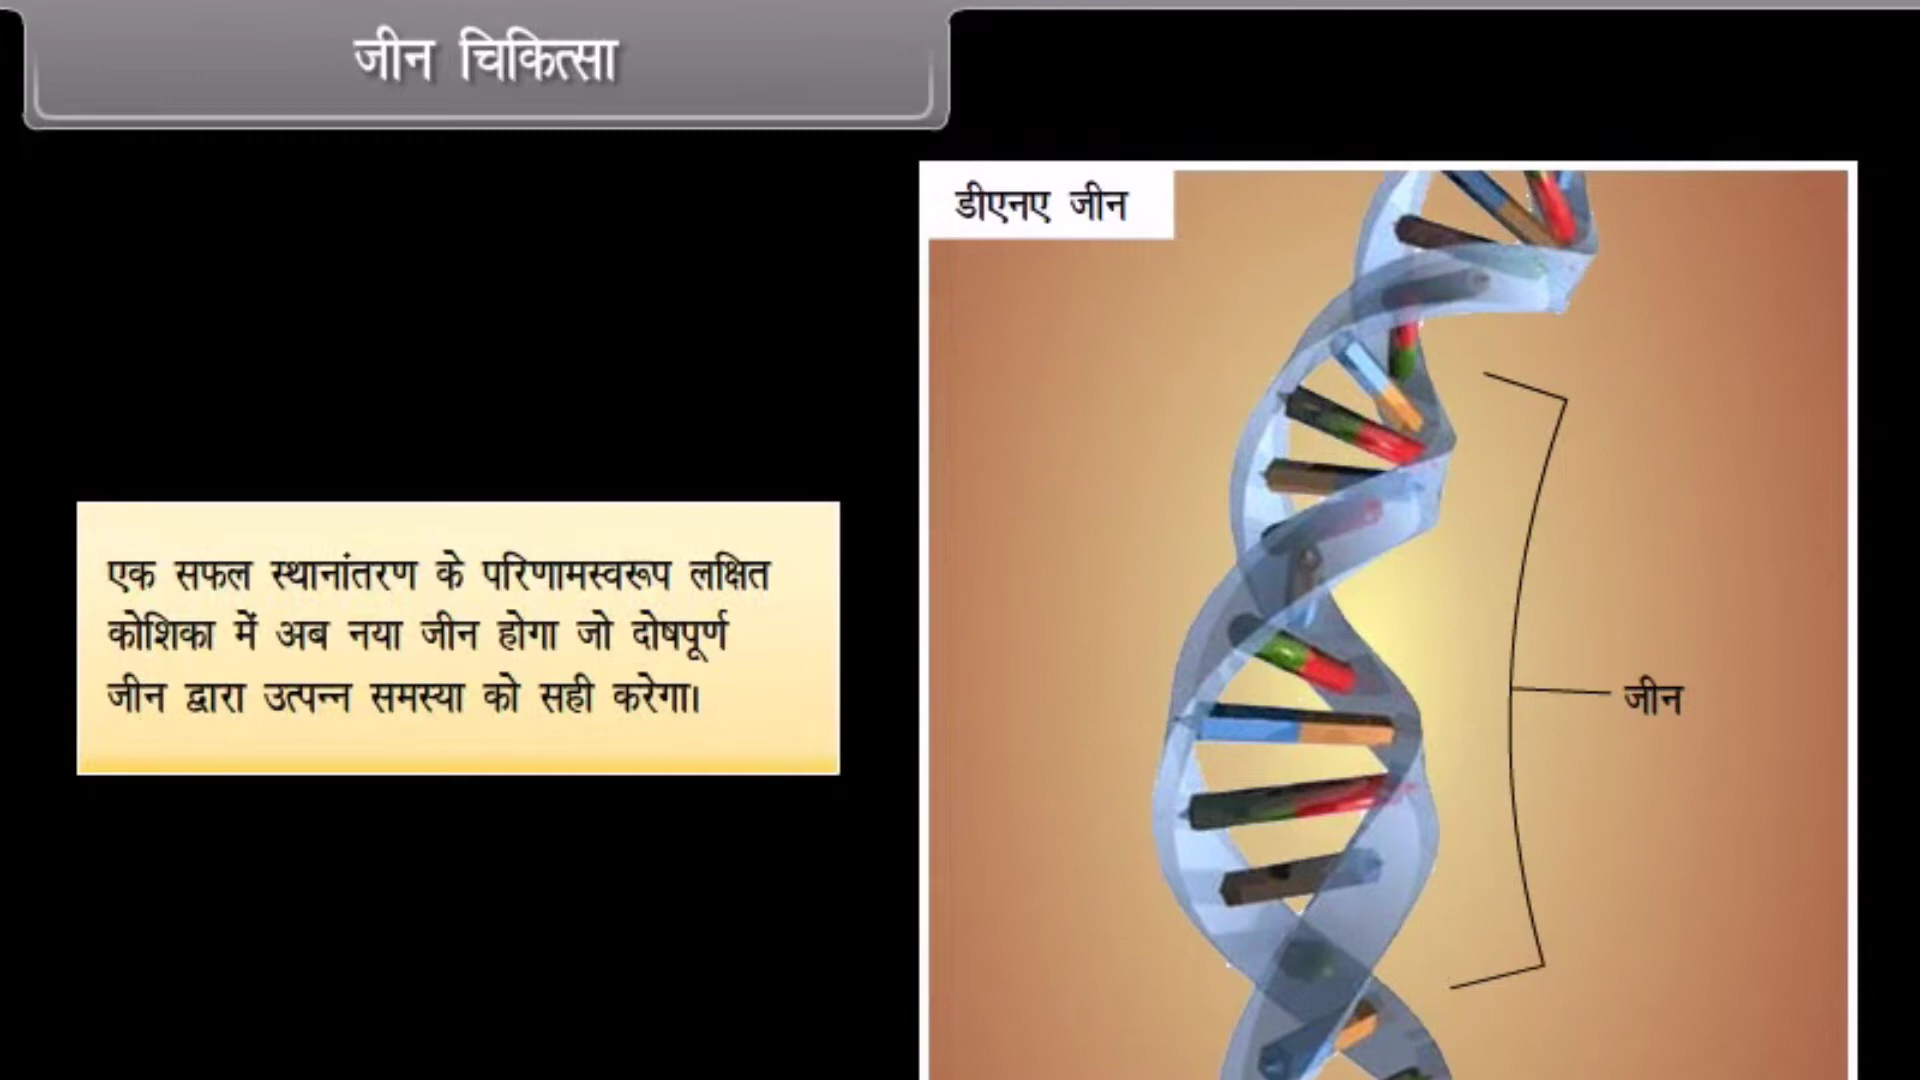 जीन चिकित्सा
डीएनए जीन
एक सफल स्थानांतरण के परिणामस्वरूप लक्षित
कोशिका में अब नया जीन होगा जो दोषपूर्ण
जीन द्वारा उत्पन्न समस्या को सही करेगा।
जीन